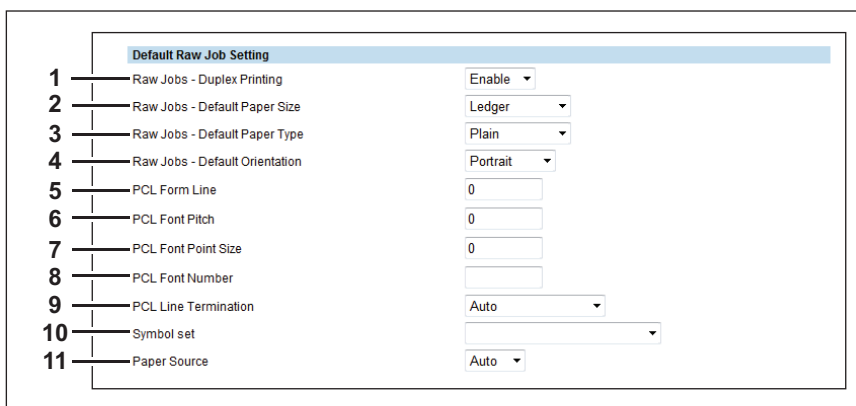 Default Raw Job Setting
1 Raw Jobs - Duplex Printing Enable
2 Raw Jobs - Default Paper Size Ledger
3 Raw Jobs - Default Paper Type Plain
4 Raw Jobs - Default Orientation Portrait
5 PCL Form Line 0
6 PCL Font Pitch 0
7 PCL Font Point Size 0
8 PCL Font Number
9 PCL Line Termination Auto
10 Symbol set
11 Paper Source Auto